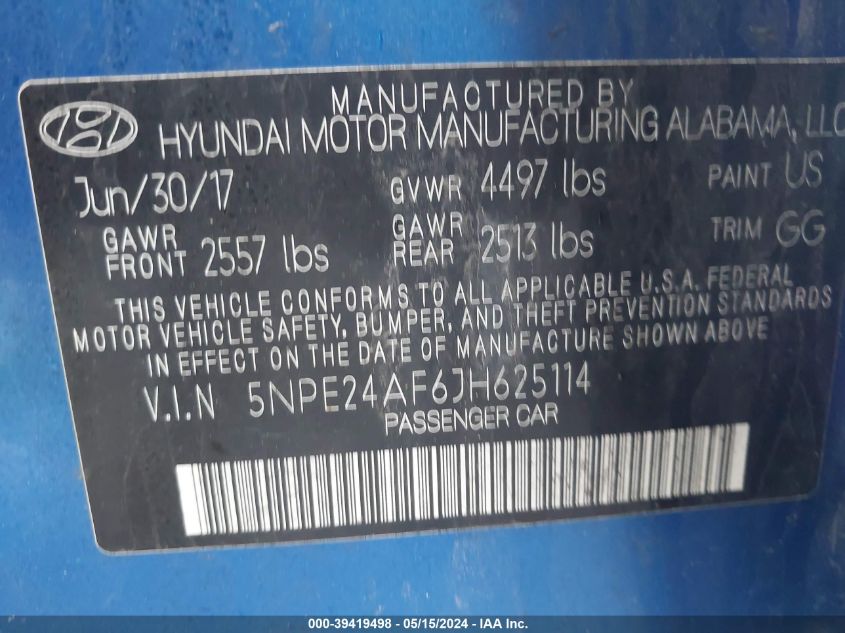 MANUFACTURED BY
HYUNDAI MOTOR MANUFACTURING ALABAMA, LLC
Jun/30/17 GVWR 4497 lbs PAINT US
GAWR FRONT 2557 lbs GAWR REAR 2513 lbs TRIM GG
THIS VEHICLE CONFORMS TO ALL APPLICABLE U.S.A. FEDERAL
MOTOR VEHICLE SAFETY, BUMPER, AND THEFT PREVENTION STANDARDS
IN EFFECT ON THE DATE OF MANUFACTURE SHOWN ABOVE
V.I.N 5NPE24AF6JH625114
PASSENGER CAR
000-39419498 - 05/15/2024 - IAA Inc.